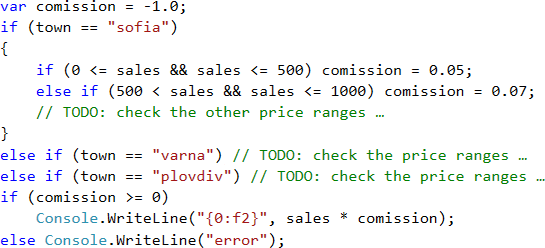 var comission = -1.0;
if (town == "sofia")
{
    if (0 <= sales && sales <= 500) comission = 0.05;
    else if (500 < sales && sales <= 1000) comission = 0.07;
    // TODO: check the other price ranges …
}
else if (town == "varna") // TODO: check the price ranges …
else if (town == "plovdiv") // TODO: check the price ranges …
if (comission >= 0)
    Console.WriteLine("{0:f2}", sales * comission);
else Console.WriteLine("error");